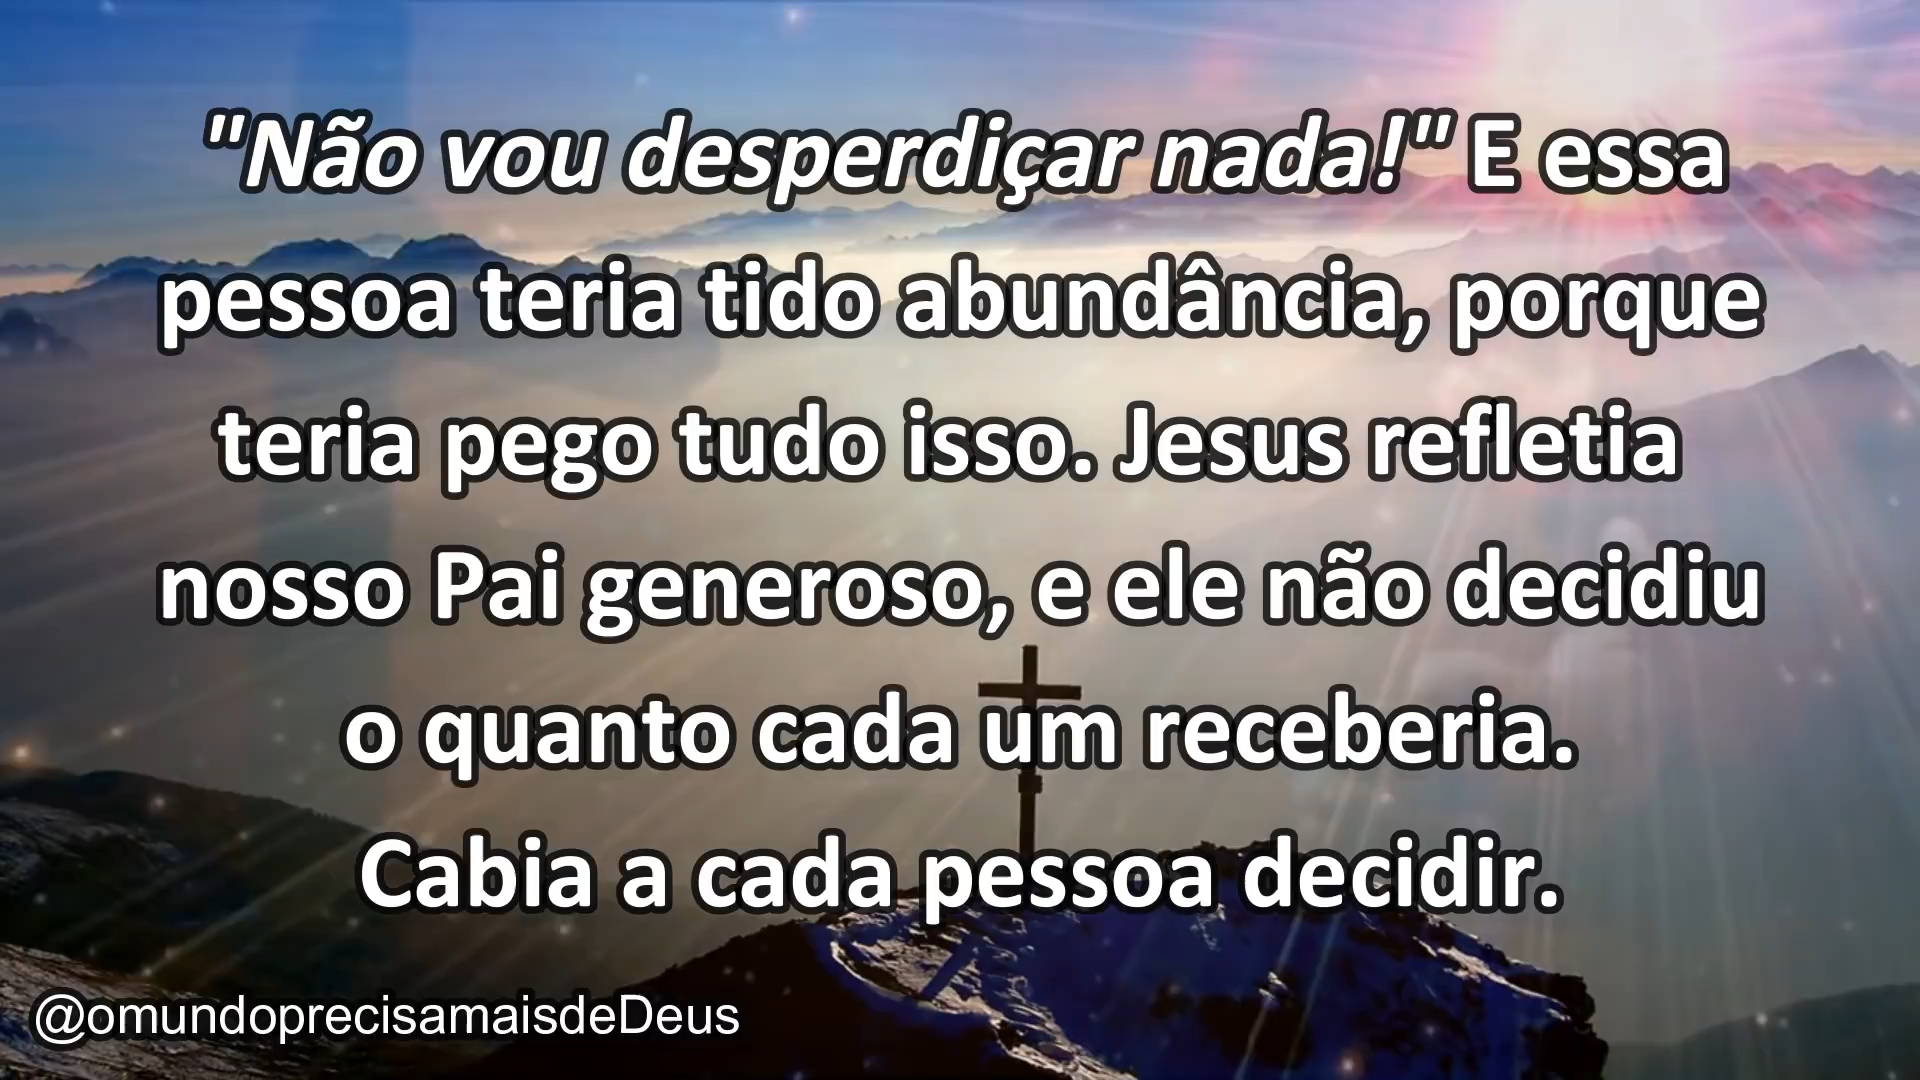 "Não vou desperdiçar nada!" E essa
pessoa teria tido abundância, porque
teria pego tudo isso. Jesus refletia
nosso Pai generoso, e ele não decidiu
o quanto cada um receberia.
Cabia a cada pessoa decidir.
@omundoprecisamaisdeDeus